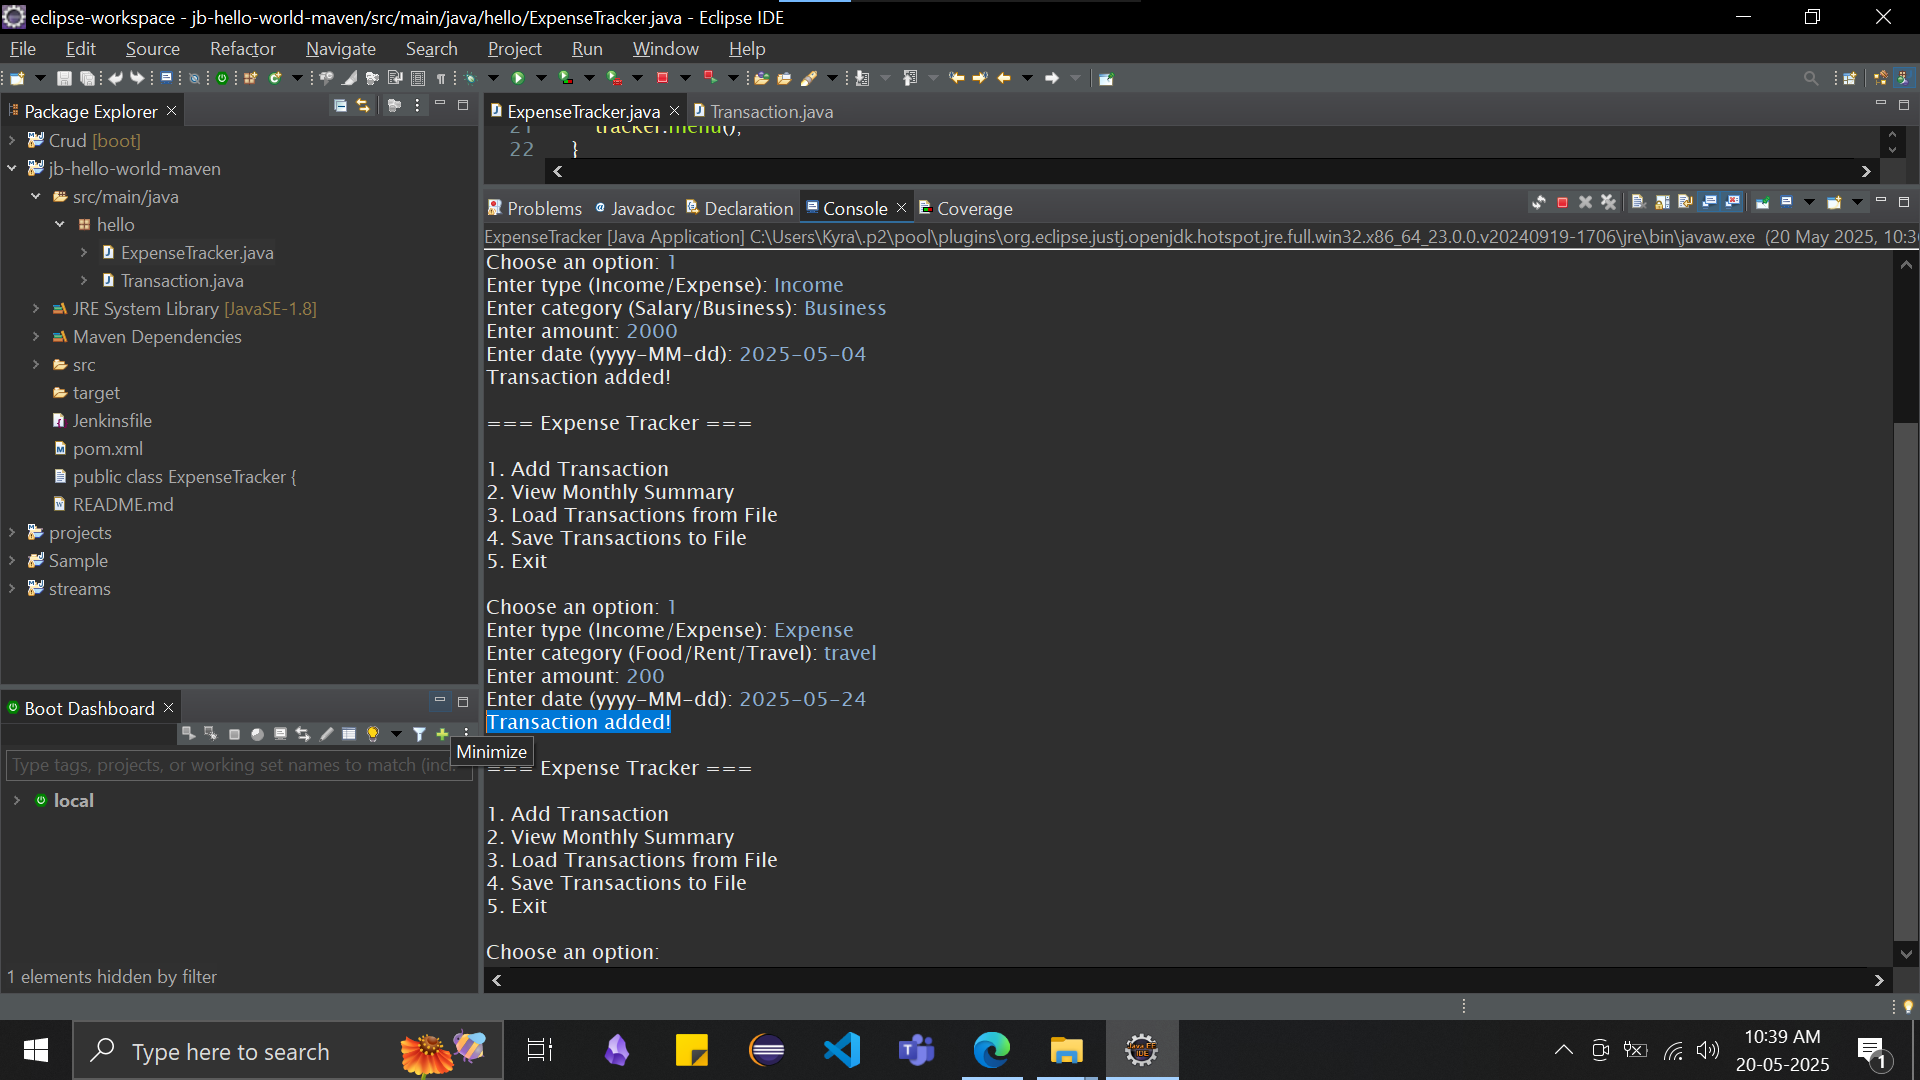 eclipse-workspace - jb-hello-world-maven/src/main/java/hello/ExpenseTracker.java - Eclipse IDE
File Edit Source Refactor Navigate Search Project Run Window Help
Package Explorer
Crud [boot]
jb-hello-world-maven
src/main/java
hello
ExpenseTracker.java
Transaction.java
JRE System Library [JavaSE-1.8]
Maven Dependencies
src
target
Jenkinsfile
pom.xml
public class ExpenseTracker {
README.md
projects
Sample
streams
Boot Dashboard
Minimize
Type tags, projects, or working set names to match (incl.
local
1 elements hidden by filter
ExpenseTracker.java Transaction.java
21 tracker.menu();
22 }
Problems Javadoc Declaration Console Coverage
ExpenseTracker [Java Application] C:\Users\Kyra\.p2\pool\plugins\org.eclipse.justj.openjdk.hotspot.jre.full.win32.x86_64_23.0.0.v20240919-1706\jre\bin\javaw.exe (20 May 2025, 10:3
Choose an option: 1
Enter type (Income/Expense): Income
Enter category (Salary/Business): Business
Enter amount: 2000
Enter date (yyyy-MM-dd): 2025-05-04
Transaction added!
=== Expense Tracker ===
1. Add Transaction
2. View Monthly Summary
3. Load Transactions from File
4. Save Transactions to File
5. Exit
Choose an option: 1
Enter type (Income/Expense): Expense
Enter category (Food/Rent/Travel): travel
Enter amount: 200
Enter date (yyyy-MM-dd): 2025-05-24
Transaction added!
=== Expense Tracker ===
1. Add Transaction
2. View Monthly Summary
3. Load Transactions from File
4. Save Transactions to File
5. Exit
Choose an option:
Type here to search
Java EE
IDE
10:39 AM
20-05-2025
1